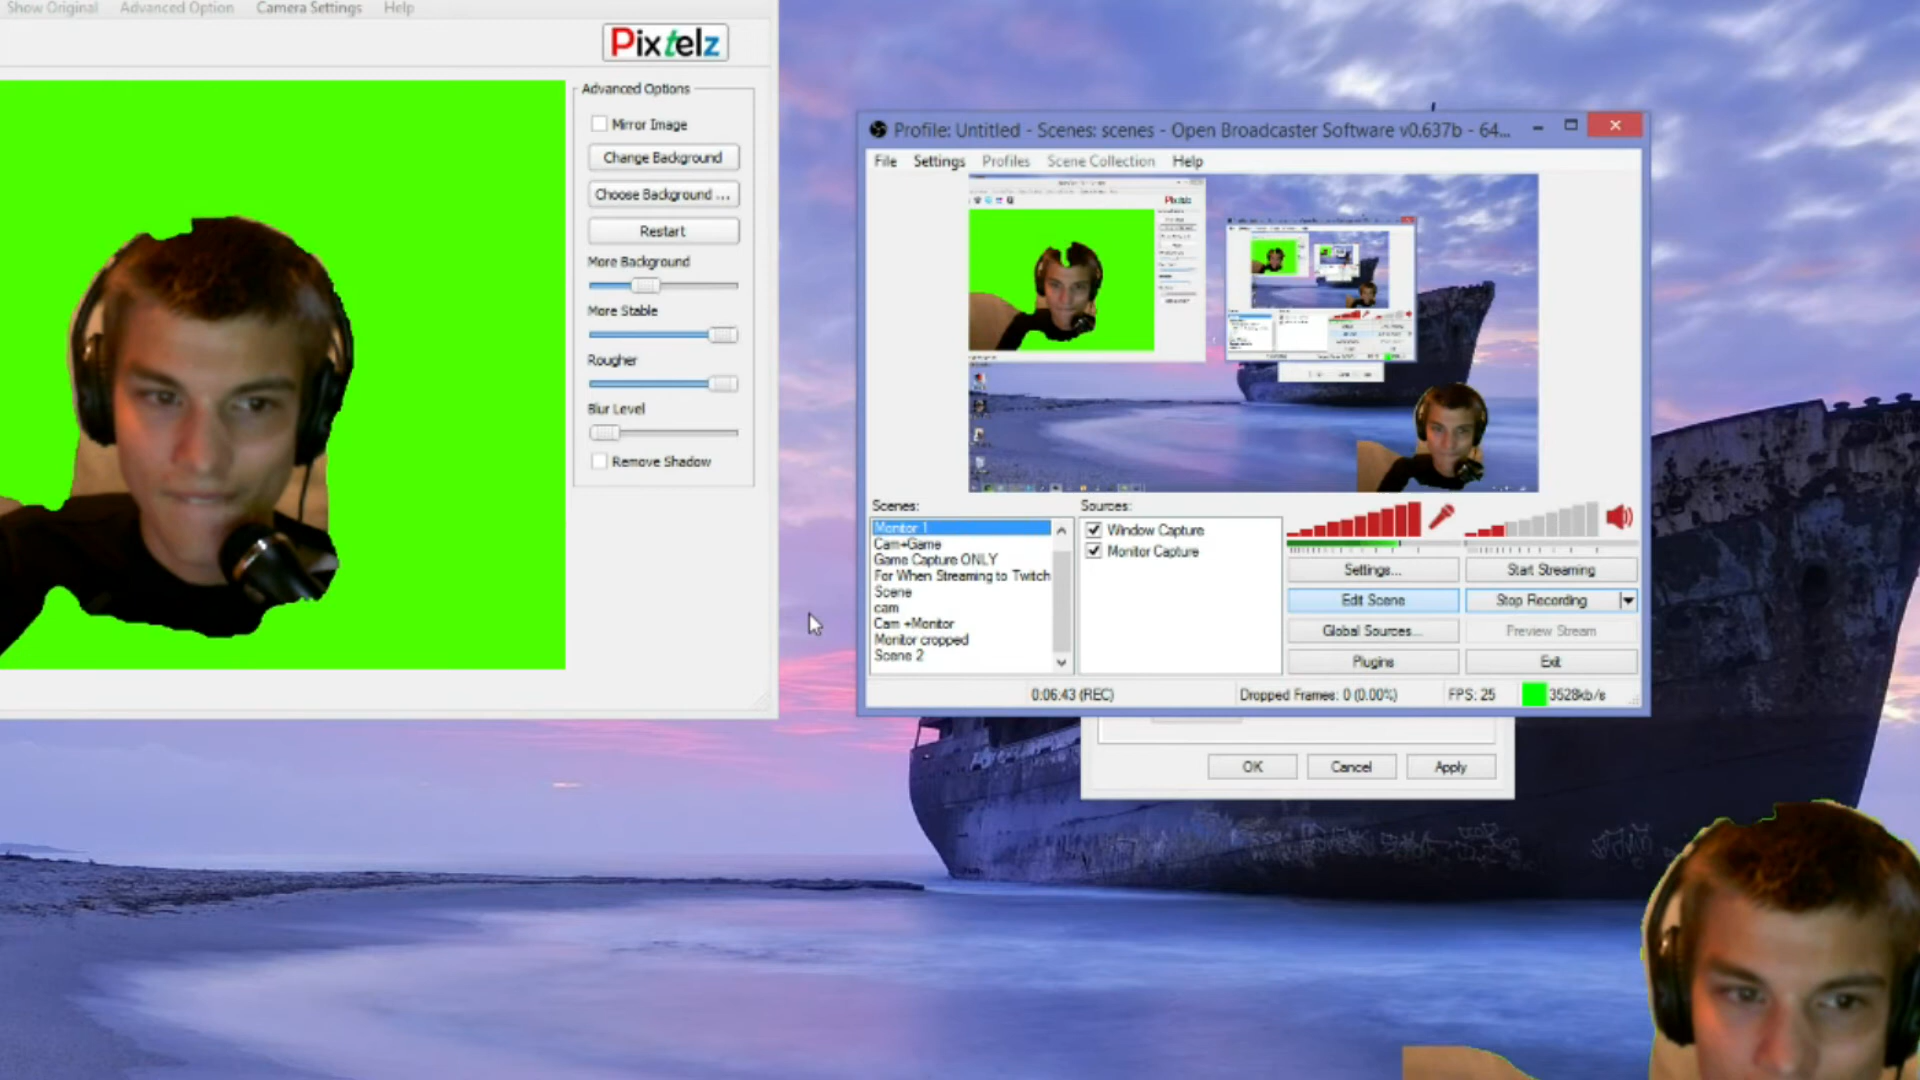 Show Original Advanced Option Camera Settings Help
Pixtelz
Advanced Options
Mirror Image
Change Background
Choose Background ...
Restart
More Background
More Stable
Rougher
Blur Level
Remove Shadow
Profile: Untitled - Scenes: scenes - Open Broadcaster Software v0.637b - 64...
File Settings Profiles Scene Collection Help
Scenes:
Monitor 1
Cam+Game
Game Capture ONLY
For When Streaming to Twitch
Scene
cam
Cam +Monitor
Monitor cropped
Scene 2
Sources:
Window Capture
Monitor Capture
Settings...
Start Streaming
Edit Scene
Stop Recording
Global Sources...
Preview Stream
Plugins
Exit
0:06:43 (REC)
Dropped Frames: 0 (0.00%)
FPS: 25
3528kb/s
OK
Cancel
Apply